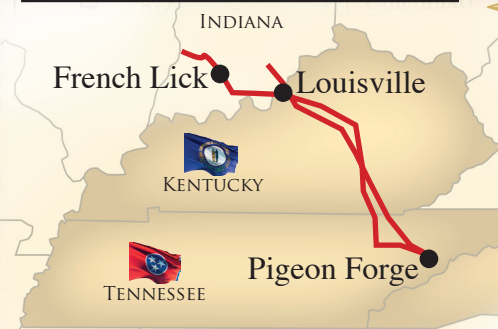 INDIANA
French Lick
Louisville
KENTUCKY
Pigeon Forge
TENNESSEE